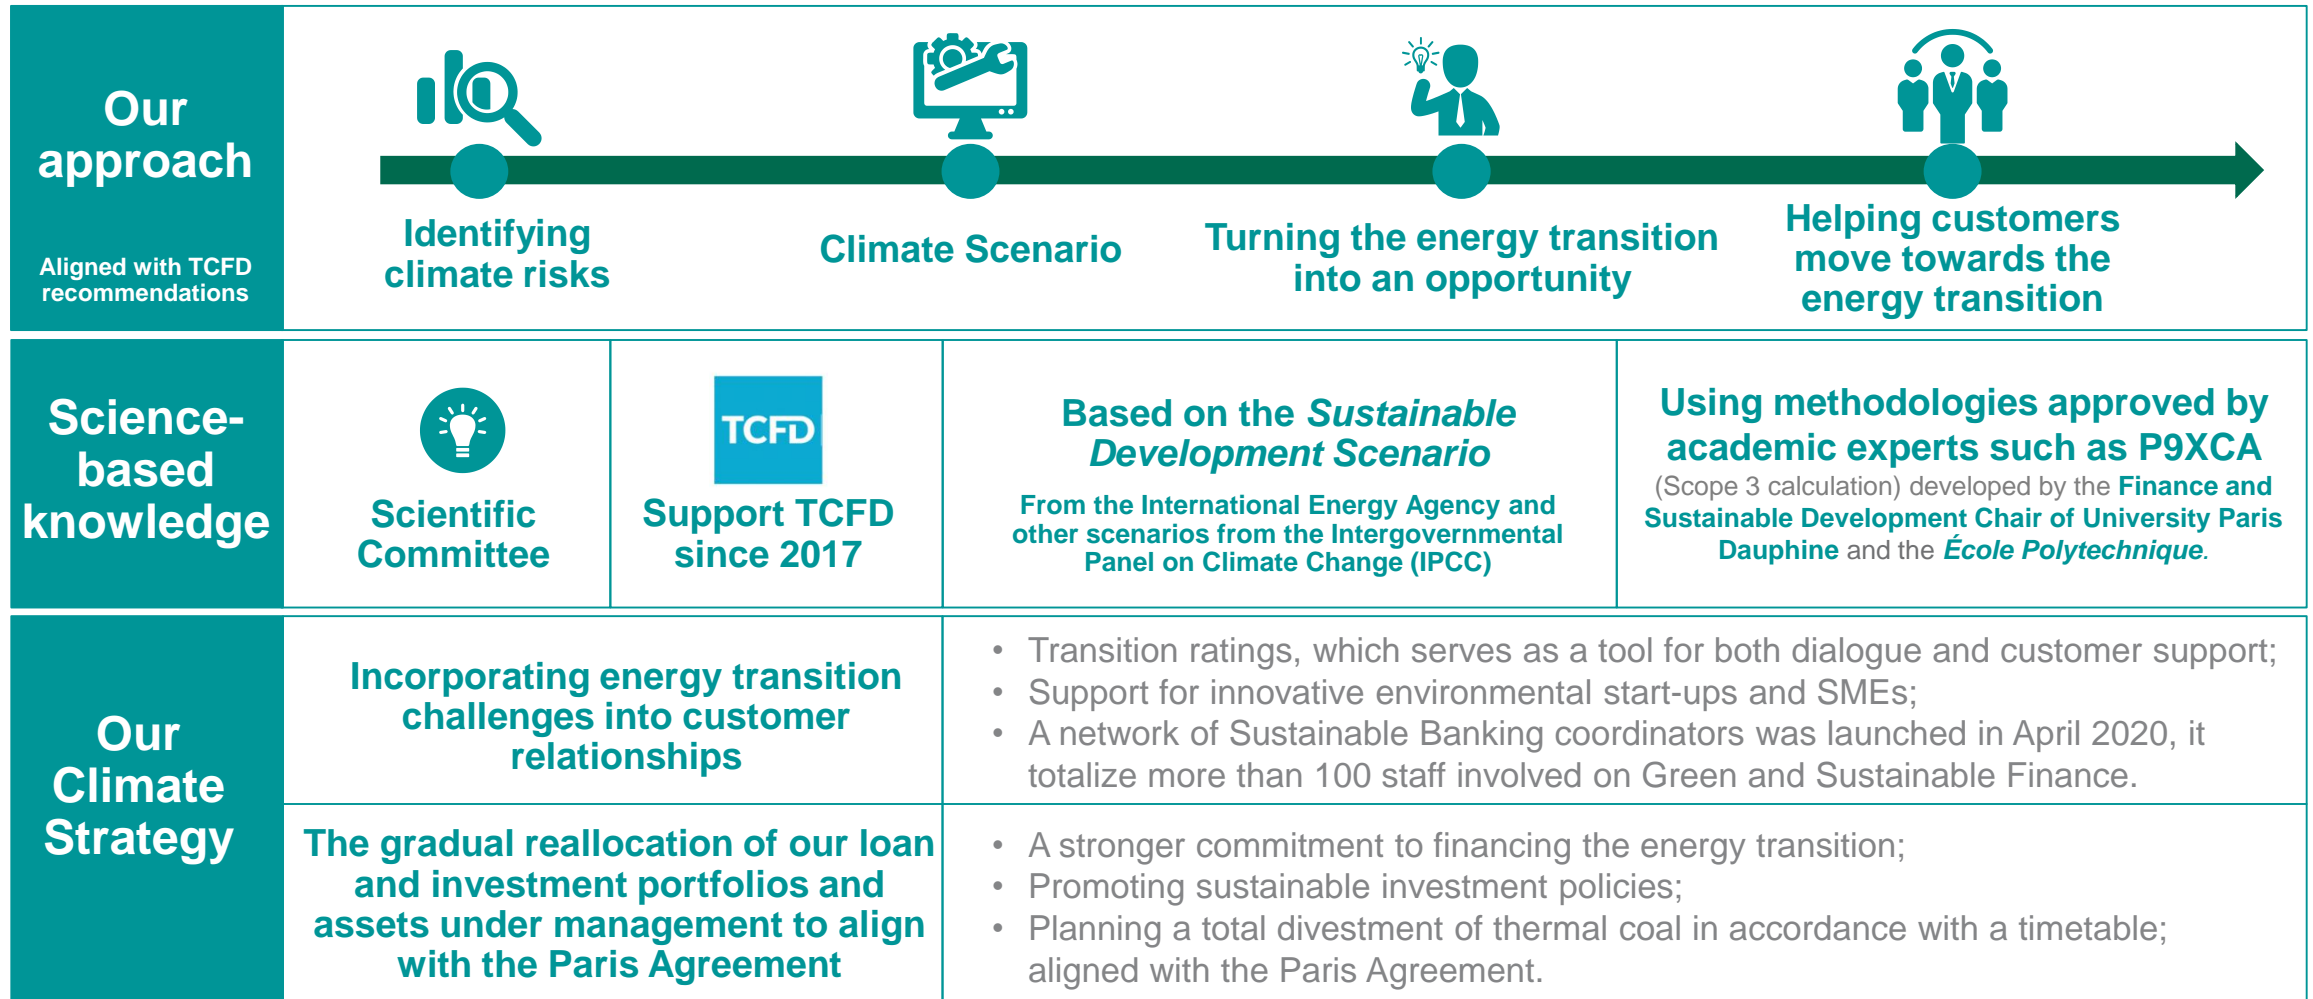 Our
approach
Aligned with TCFD
recommendations
Identifying
climate risks
Climate Scenario
Turning the energy transition
into an opportunity
Helping customers
move towards the
energy transition
Science-
based
knowledge
Scientific
Committee
TCFD
Support TCFD
since 2017
Based on the Sustainable
Development Scenario
From the International Energy Agency and
other scenarios from the Intergovernmental
Panel on Climate Change (IPCC)
Using methodologies approved by
academic experts such as P9XCA
(Scope 3 calculation) developed by the Finance and
Sustainable Development Chair of University Paris
Dauphine and the École Polytechnique.
Our
Climate
Strategy
Incorporating energy transition
challenges into customer
relationships
• Transition ratings, which serves as a tool for both dialogue and customer support;
• Support for innovative environmental start-ups and SMEs;
• A network of Sustainable Banking coordinators was launched in April 2020, it
totalize more than 100 staff involved on Green and Sustainable Finance.
The gradual reallocation of our loan
and investment portfolios and
assets under management to align
with the Paris Agreement
• A stronger commitment to financing the energy transition;
• Promoting sustainable investment policies;
• Planning a total divestment of thermal coal in accordance with a timetable;
aligned with the Paris Agreement.